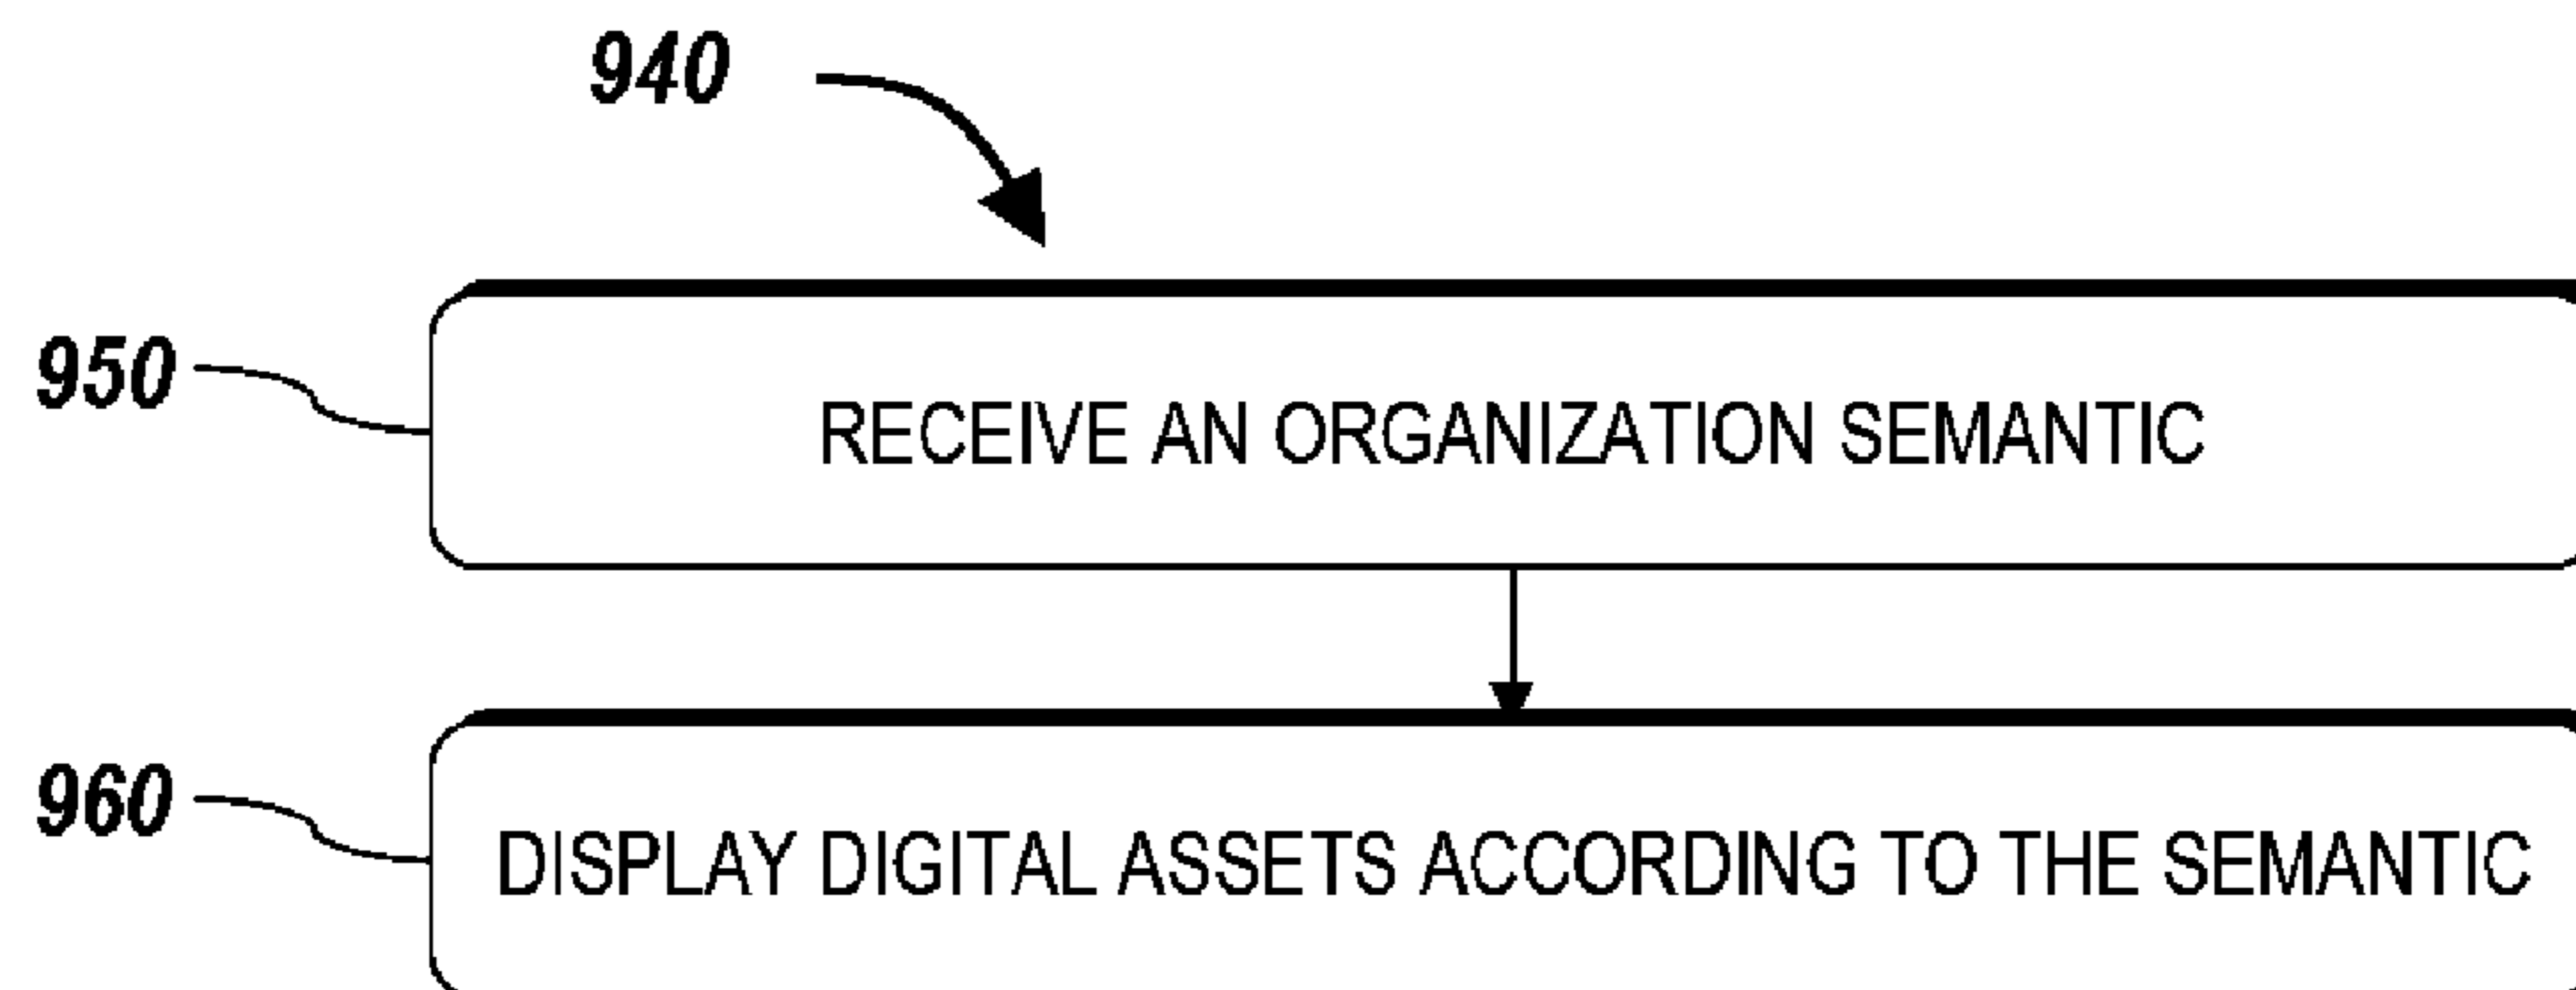 940
950
RECEIVE AN ORGANIZATION SEMANTIC
960
DISPLAY DIGITAL ASSETS ACCORDING TO THE SEMANTIC